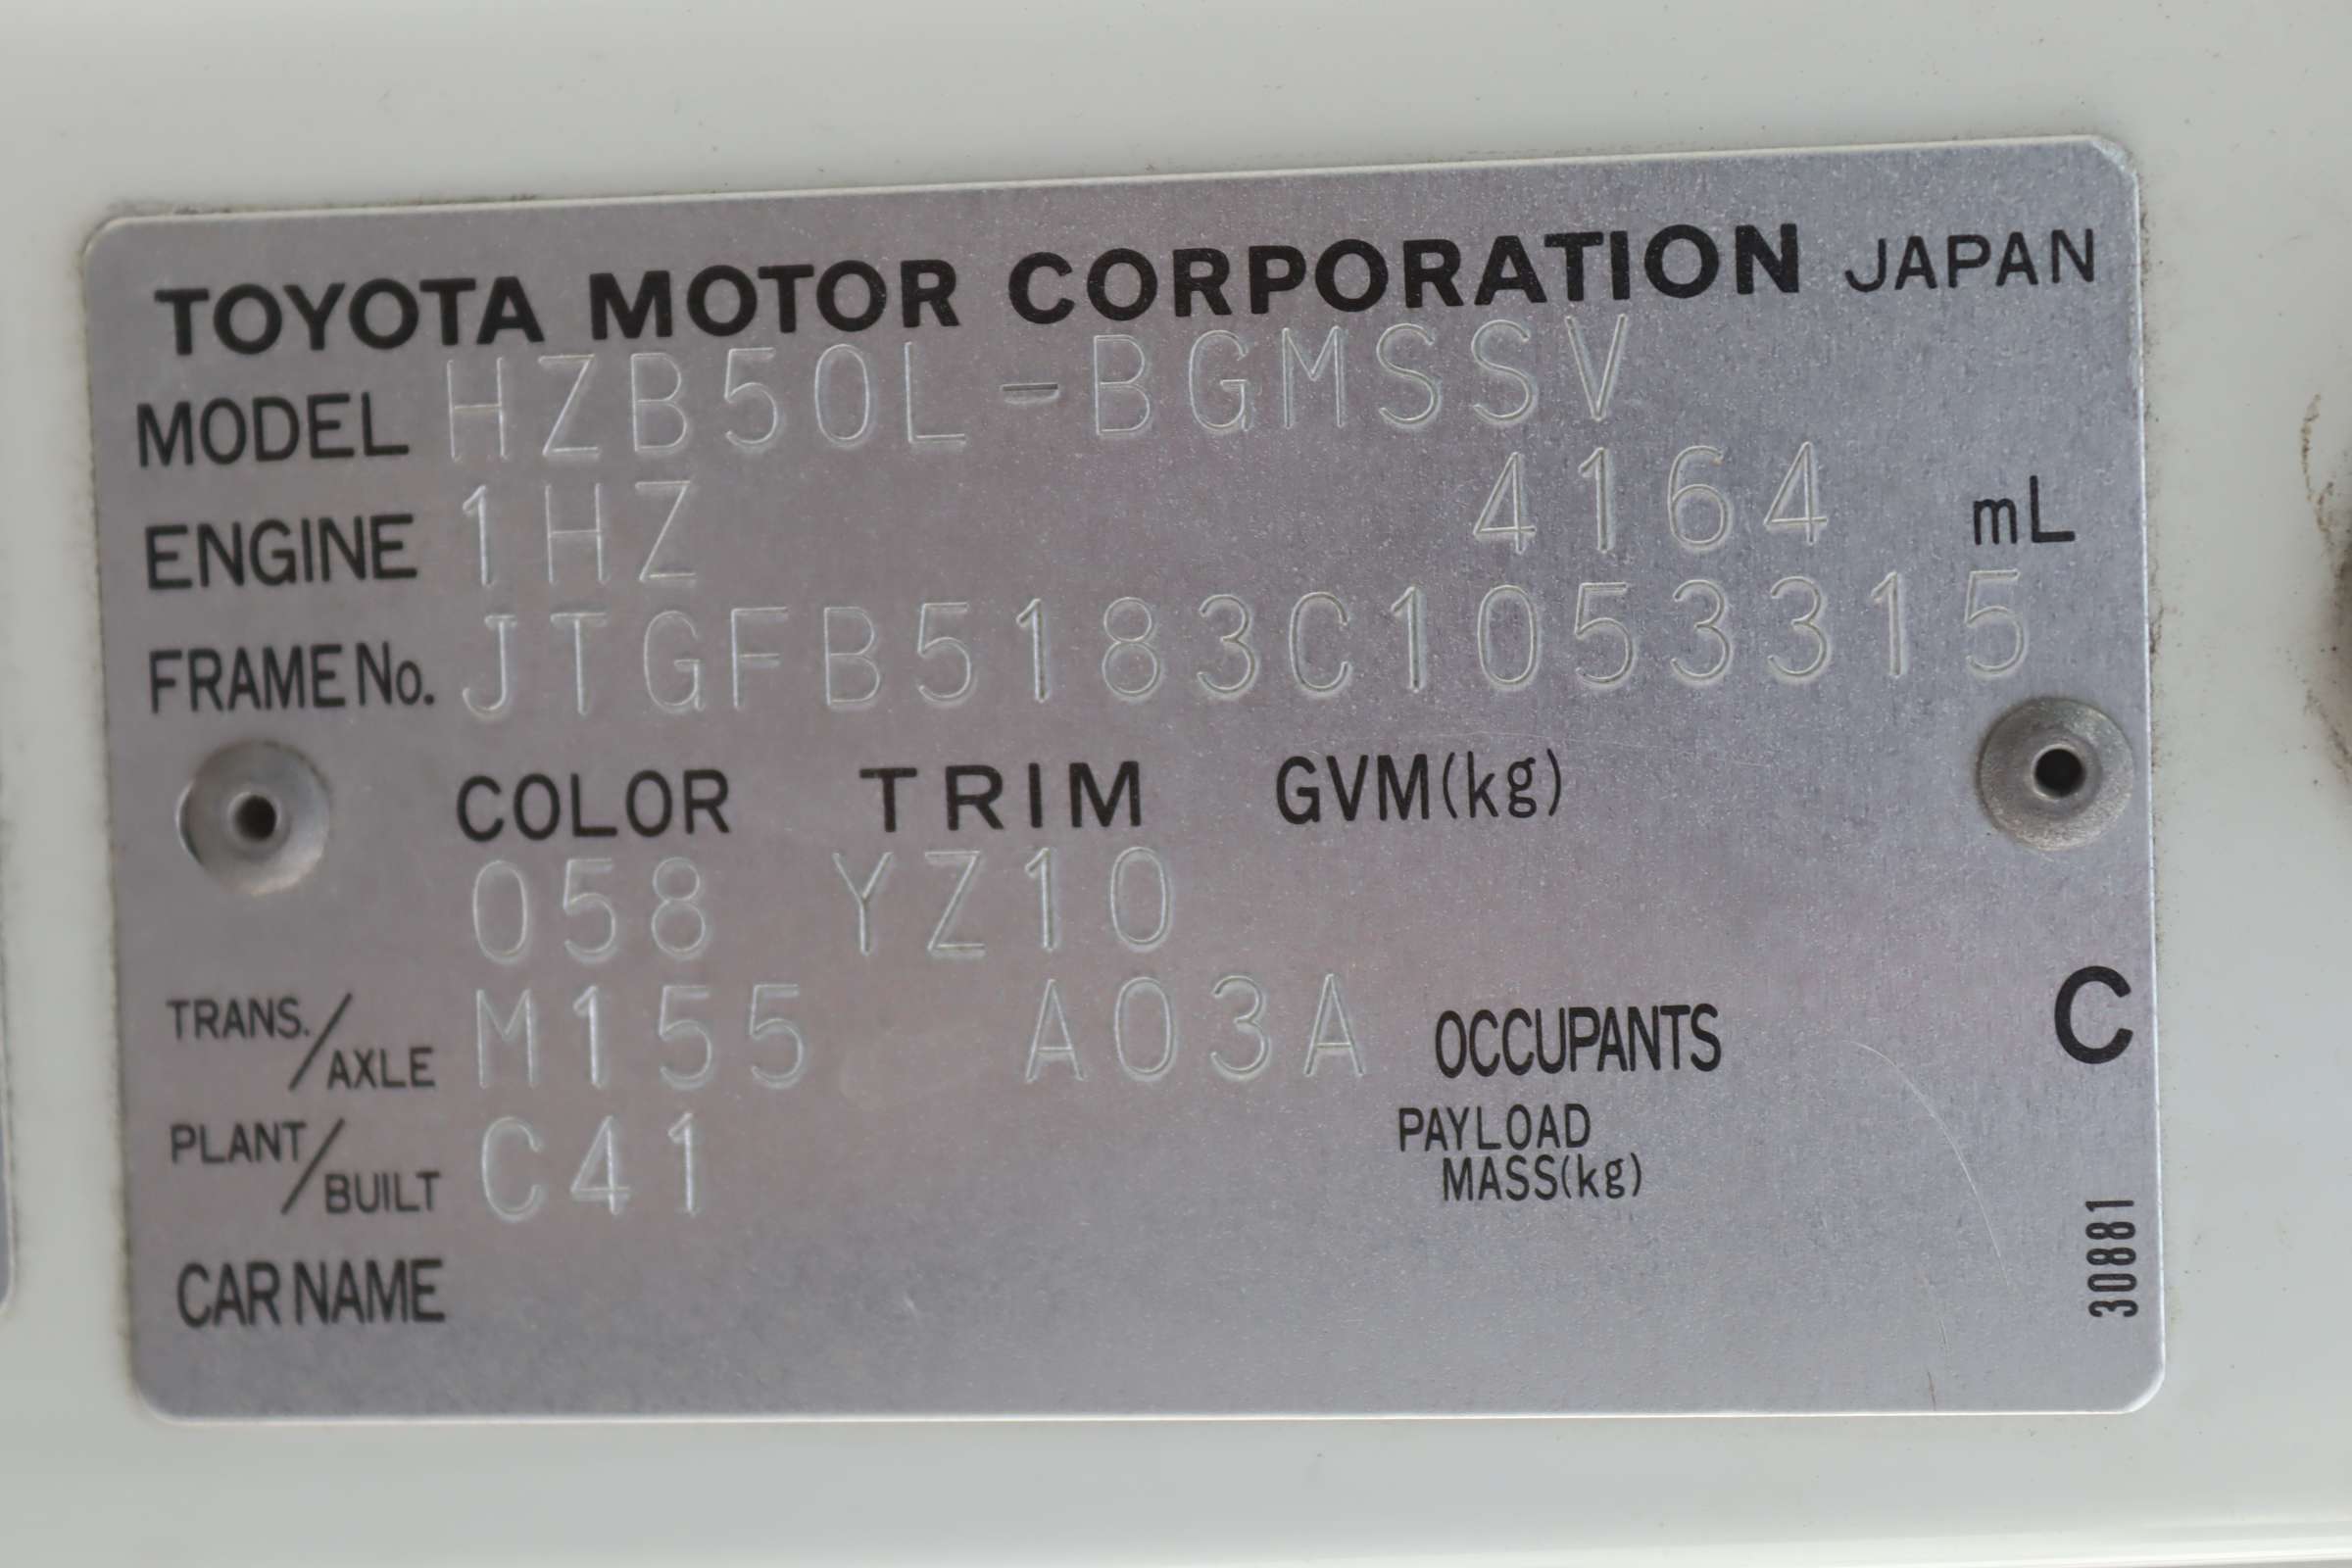 TOYOTA MOTOR CORPORATION JAPAN
MODEL HZB50L-BGMSSV
ENGINE 1HZ 4164 mL
FRAME No. JTGFB5183C1053315
COLOR TRIM GVM(kg)
058 YZ10
TRANS./AXLE M155 A03A OCCUPANTS C
PLANT/BUILT C41 PAYLOAD MASS(kg)
CAR NAME
30881